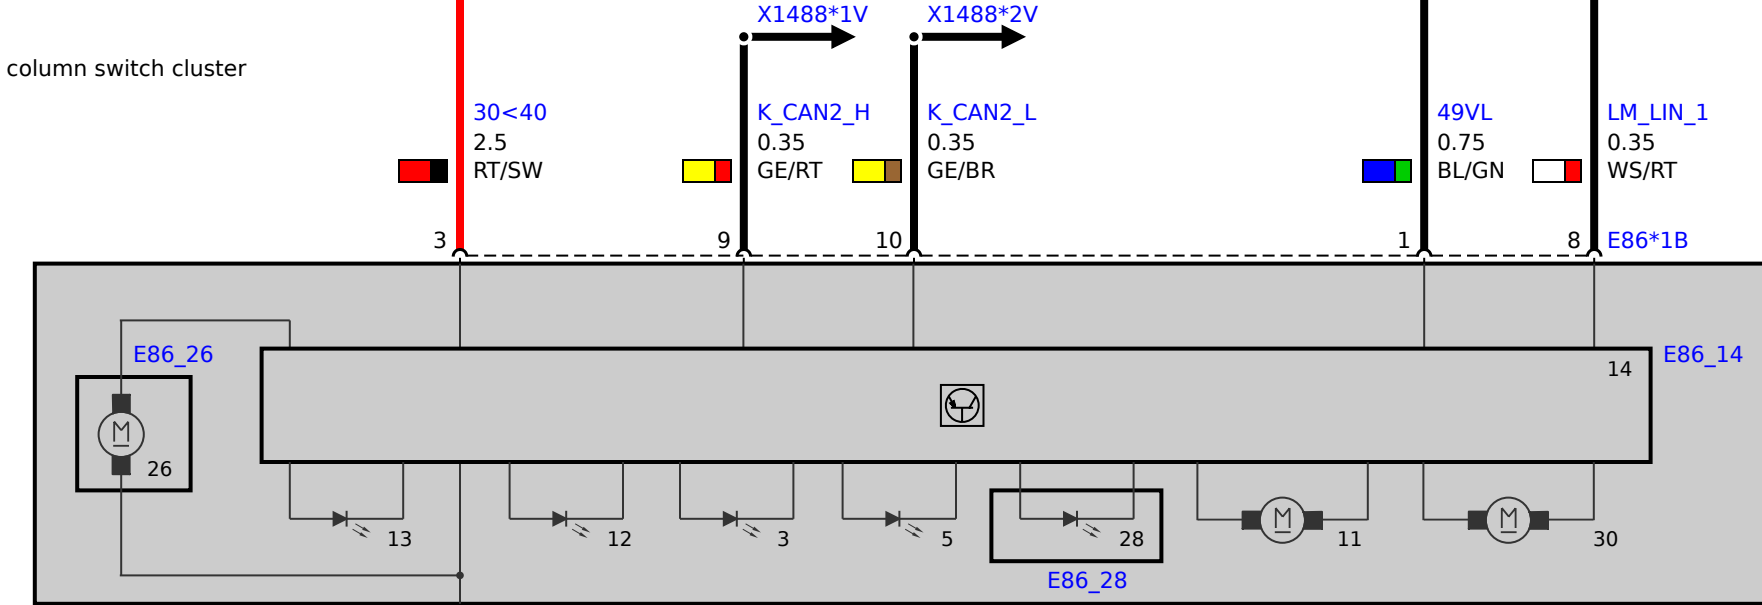 X1488*1V X1488*2V
column switch cluster
30<40 K_CAN2_H K_CAN2_L 49VL LM_LIN_1
2.5 0.35 0.35 0.75 0.35
RT/SW GE/RT GE/BR BL/GN WS/RT
3 9 10 1 8 E86*1B
E86_26 E86_14
14
M M M
26
13 12 3 5 28 11 30
E86_28